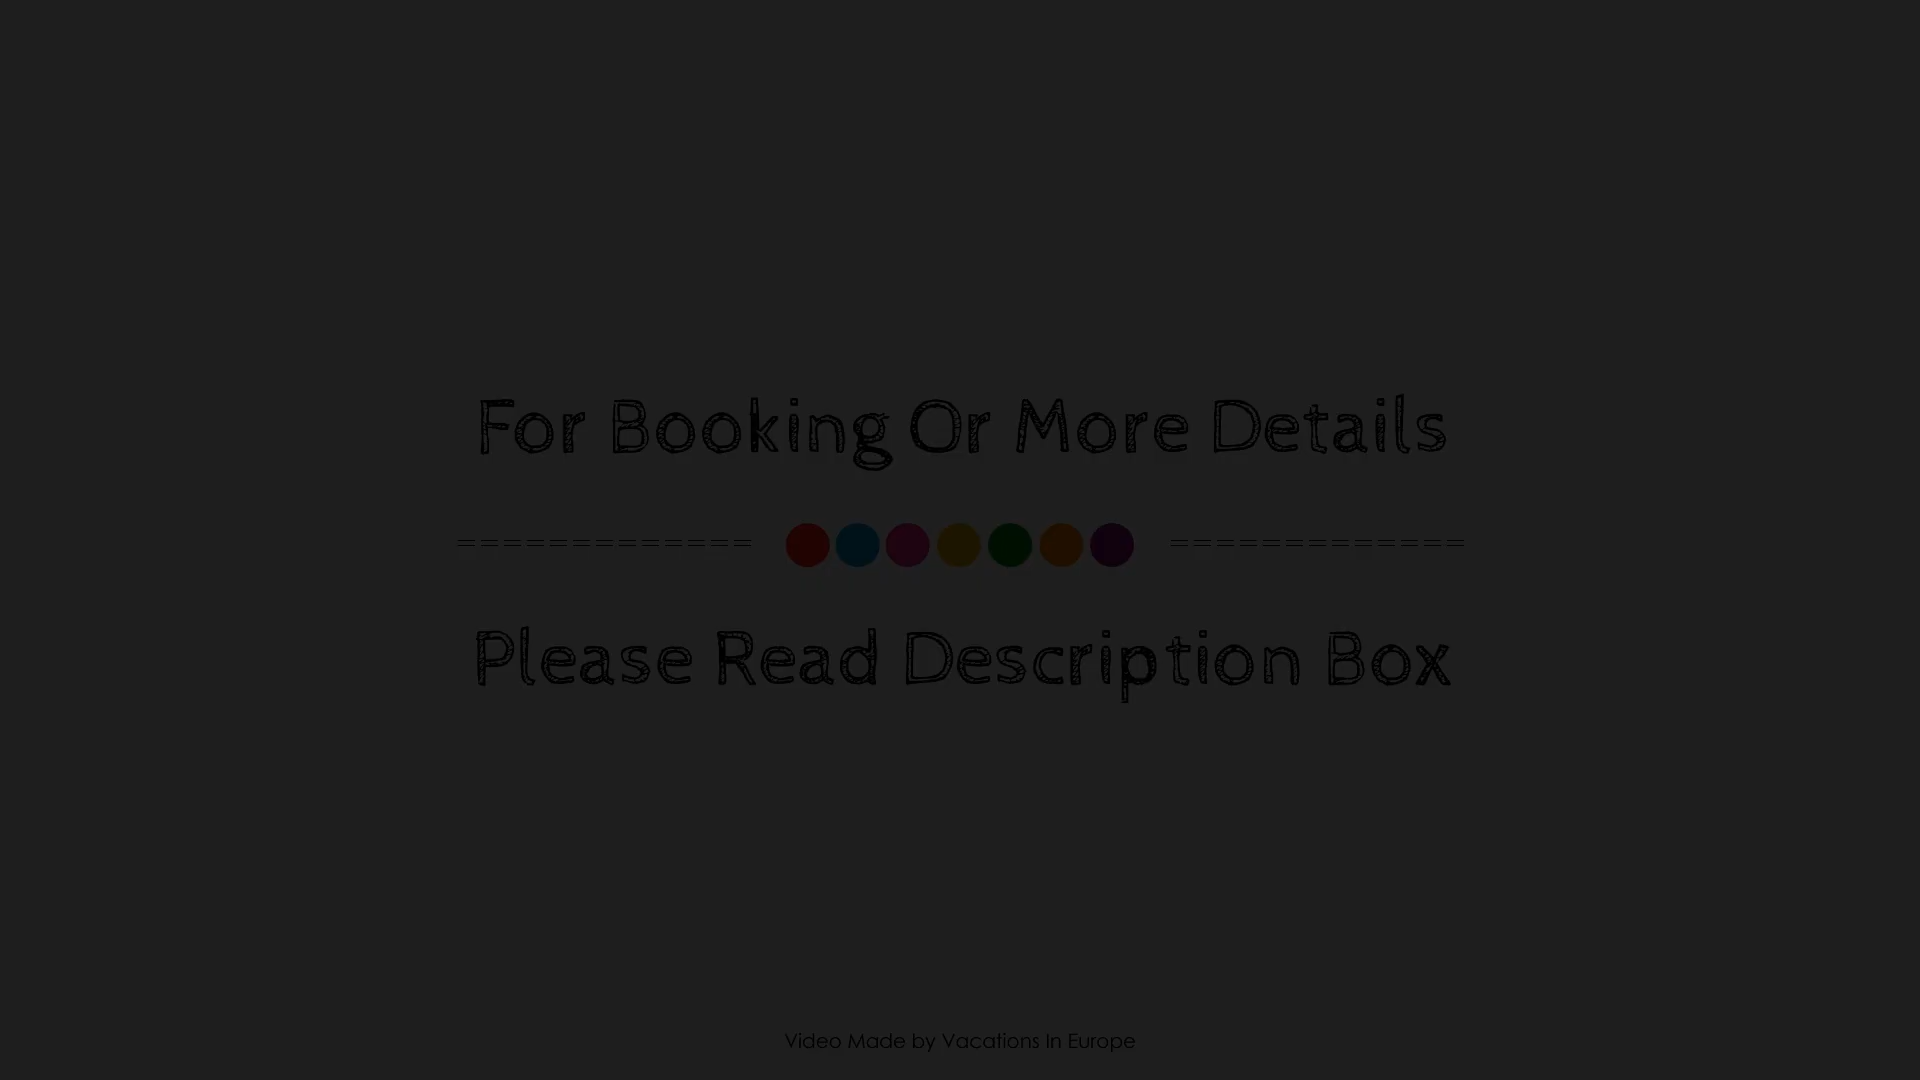 For Booking Or More Details
============= =============
Please Read Description Box
Video Made by Vacations In Europe